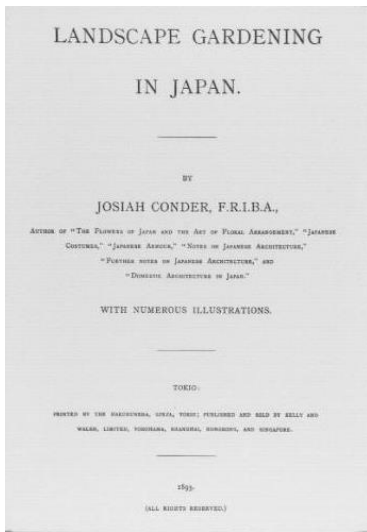 LANDSCAPE GARDENING
IN JAPAN.
BY
JOSIAH CONDER, F.R.I.B.A.,
AUTHOR OF "THE FLOWERS OF JAPAN AND THE ART OF FLORAL ARRANGEMENT," "JAPANESE
COSTUMES," "JAPANESE ARMOUR," "NOTES ON JAPANESE ARCHITECTURE,"
"FURTHER NOTES ON JAPANESE ARCHITECTURE," AND
"DOMESTIC ARCHITECTURE IN JAPAN."
WITH NUMEROUS ILLUSTRATIONS.
TOKIO:
PRINTED BY THE HAKUBUNSHA, GINZA, TOKIO; PUBLISHED AND SOLD BY KELLY AND
WALSH, LIMITED, YOKOHAMA, SHANGHAI, HONGKONG, AND SINGAPORE.
1893.
(ALL RIGHTS RESERVED.)